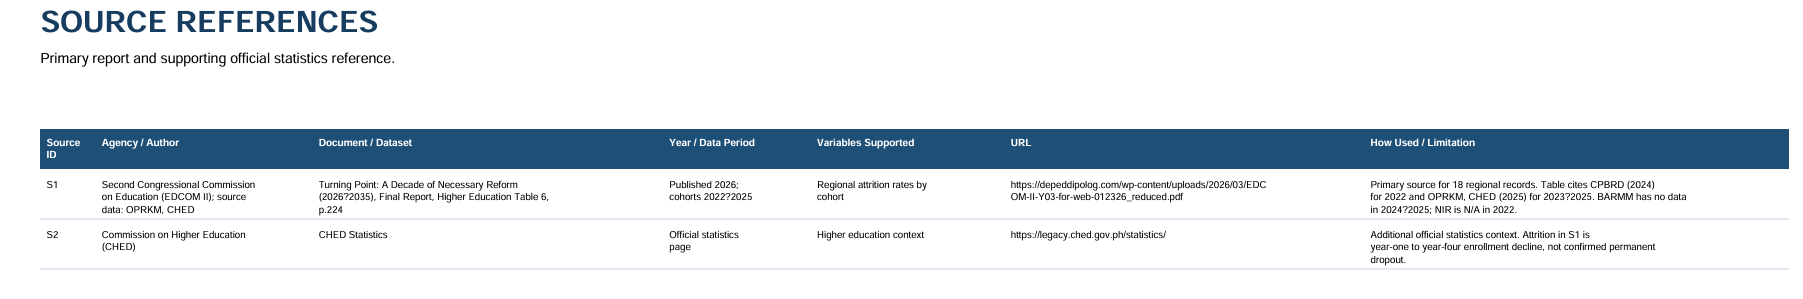 SOURCE REFERENCES
Primary report and supporting official statistics reference.
Source ID	Agency / Author	Document / Dataset	Year / Data Period	Variables Supported	URL	How Used / Limitation
S1
Second Congressional Commission
on Education (EDCOM II); source
data: OPRKM, CHED
Turning Point: A Decade of Necessary Reform
(2026?2035), Final Report, Higher Education Table 6,
p.224
Published 2026;
cohorts 2022?2025
Regional attrition rates by
cohort
https://depeddipolog.com/wp-content/uploads/2026/03/EDC
OM-II-Y03-for-web-012326_reduced.pdf
Primary source for 18 regional records. Table cites CPBRD (2024)
for 2022 and OPRKM, CHED (2025) for 2023?2025. BARMM has no data
in 2024?2025; NIR is N/A in 2022.
S2
Commission on Higher Education
(CHED)
CHED Statistics
Official statistics
page
Higher education context
https://legacy.ched.gov.ph/statistics/
Additional official statistics context. Attrition in S1 is
year-one to year-four enrollment decline, not confirmed permanent
dropout.